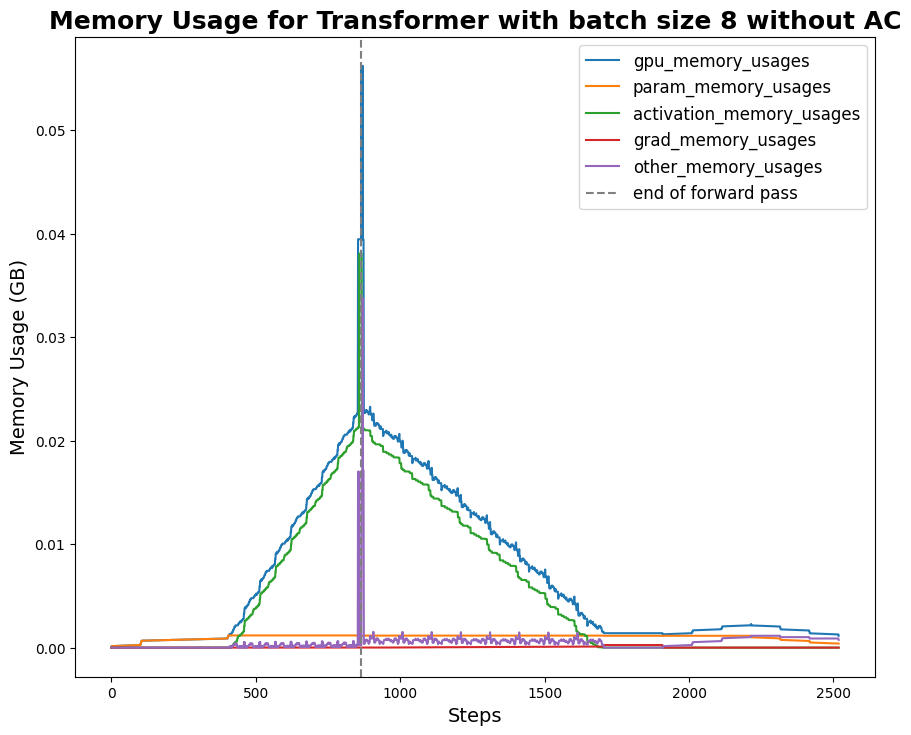 Memory Usage for Transformer with batch size 8 without AC
gpu_memory_usages
param_memory_usages
activation_memory_usages
grad_memory_usages
other_memory_usages
end of forward pass
0.05
0.04
0.03
0.02
0.01
0.00
Memory Usage (GB)
0 500 1000 1500 2000 2500
Steps